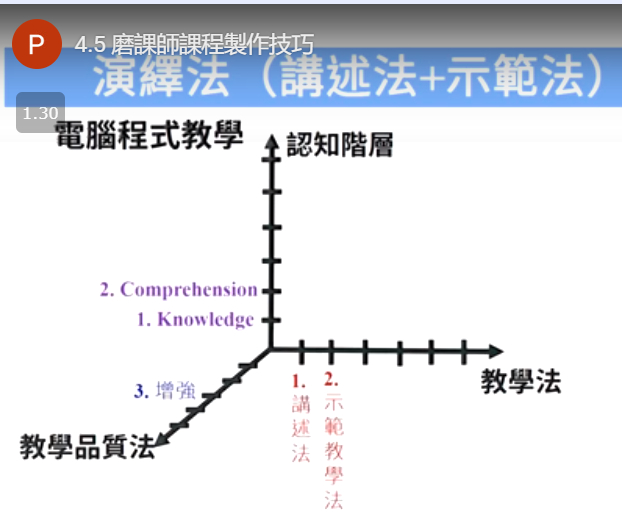 P
4.5 磨課師課程製作技巧
演繹法（講述法+示範法）
1.30
電腦程式教學
認知階層
2. Comprehension
1. Knowledge
3. 增強
教學品質法
1. 講述法
2. 示範教學法
教學法